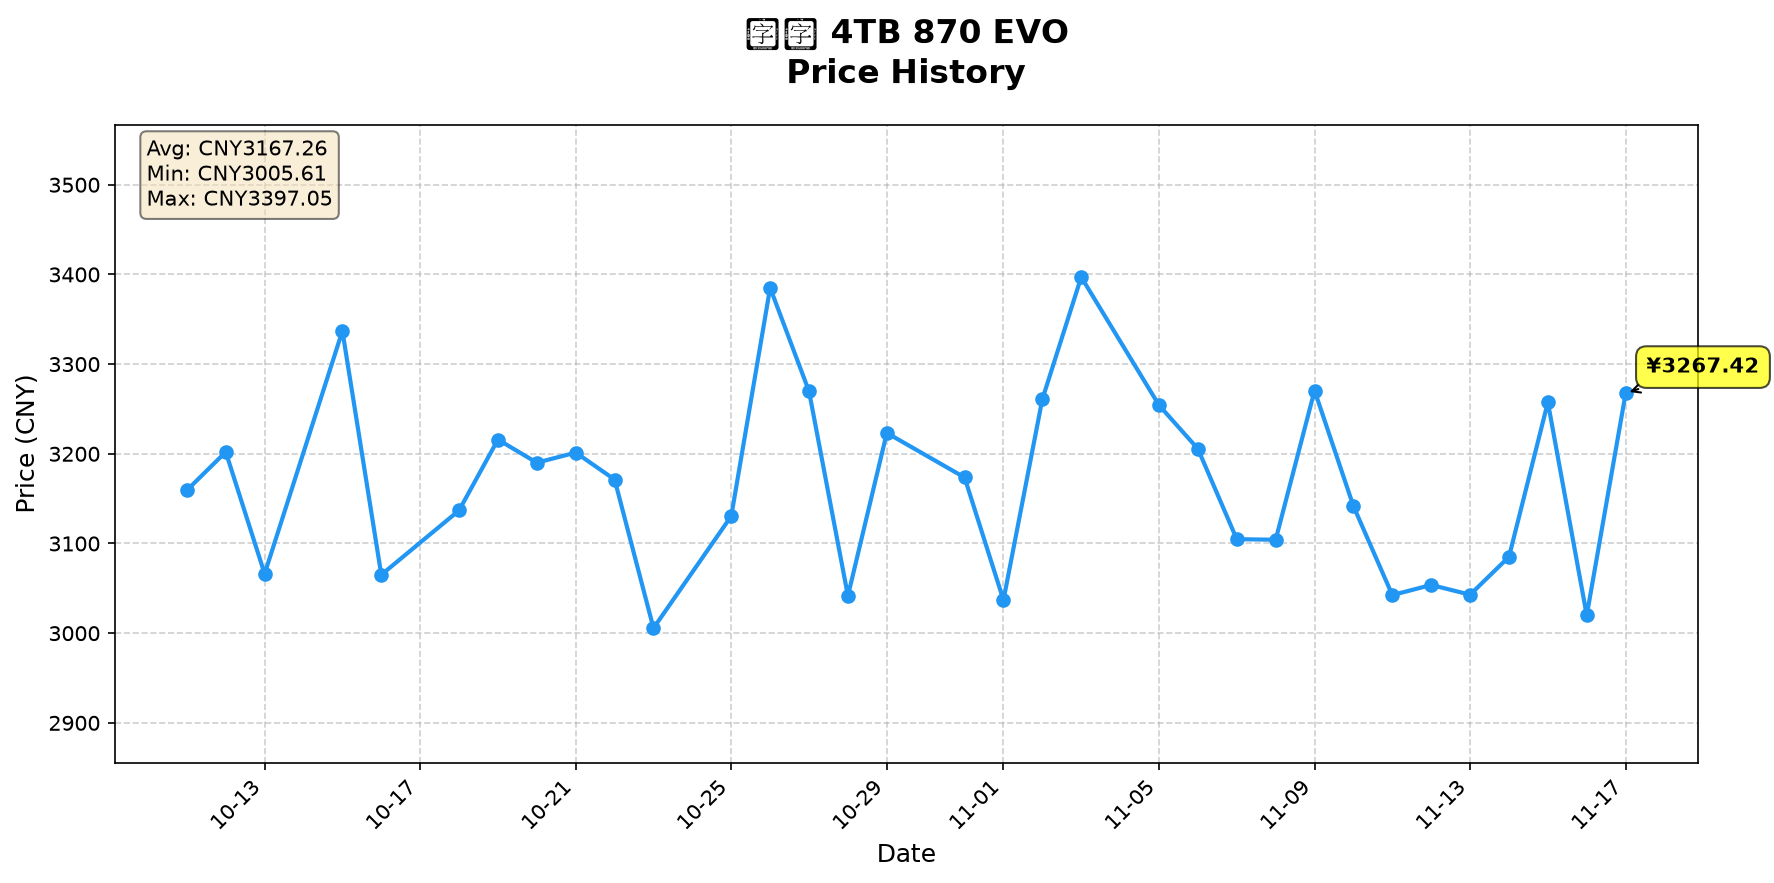 4TB 870 EVO
Price History
Avg: CNY3167.26
Min: CNY3005.61
Max: CNY3397.05
3500
3400
3300
3200
3100
3000
2900
Price (CNY)
¥3267.42
10-13
10-17
10-21
10-25
10-29
11-01
11-05
11-09
11-13
11-17
Date